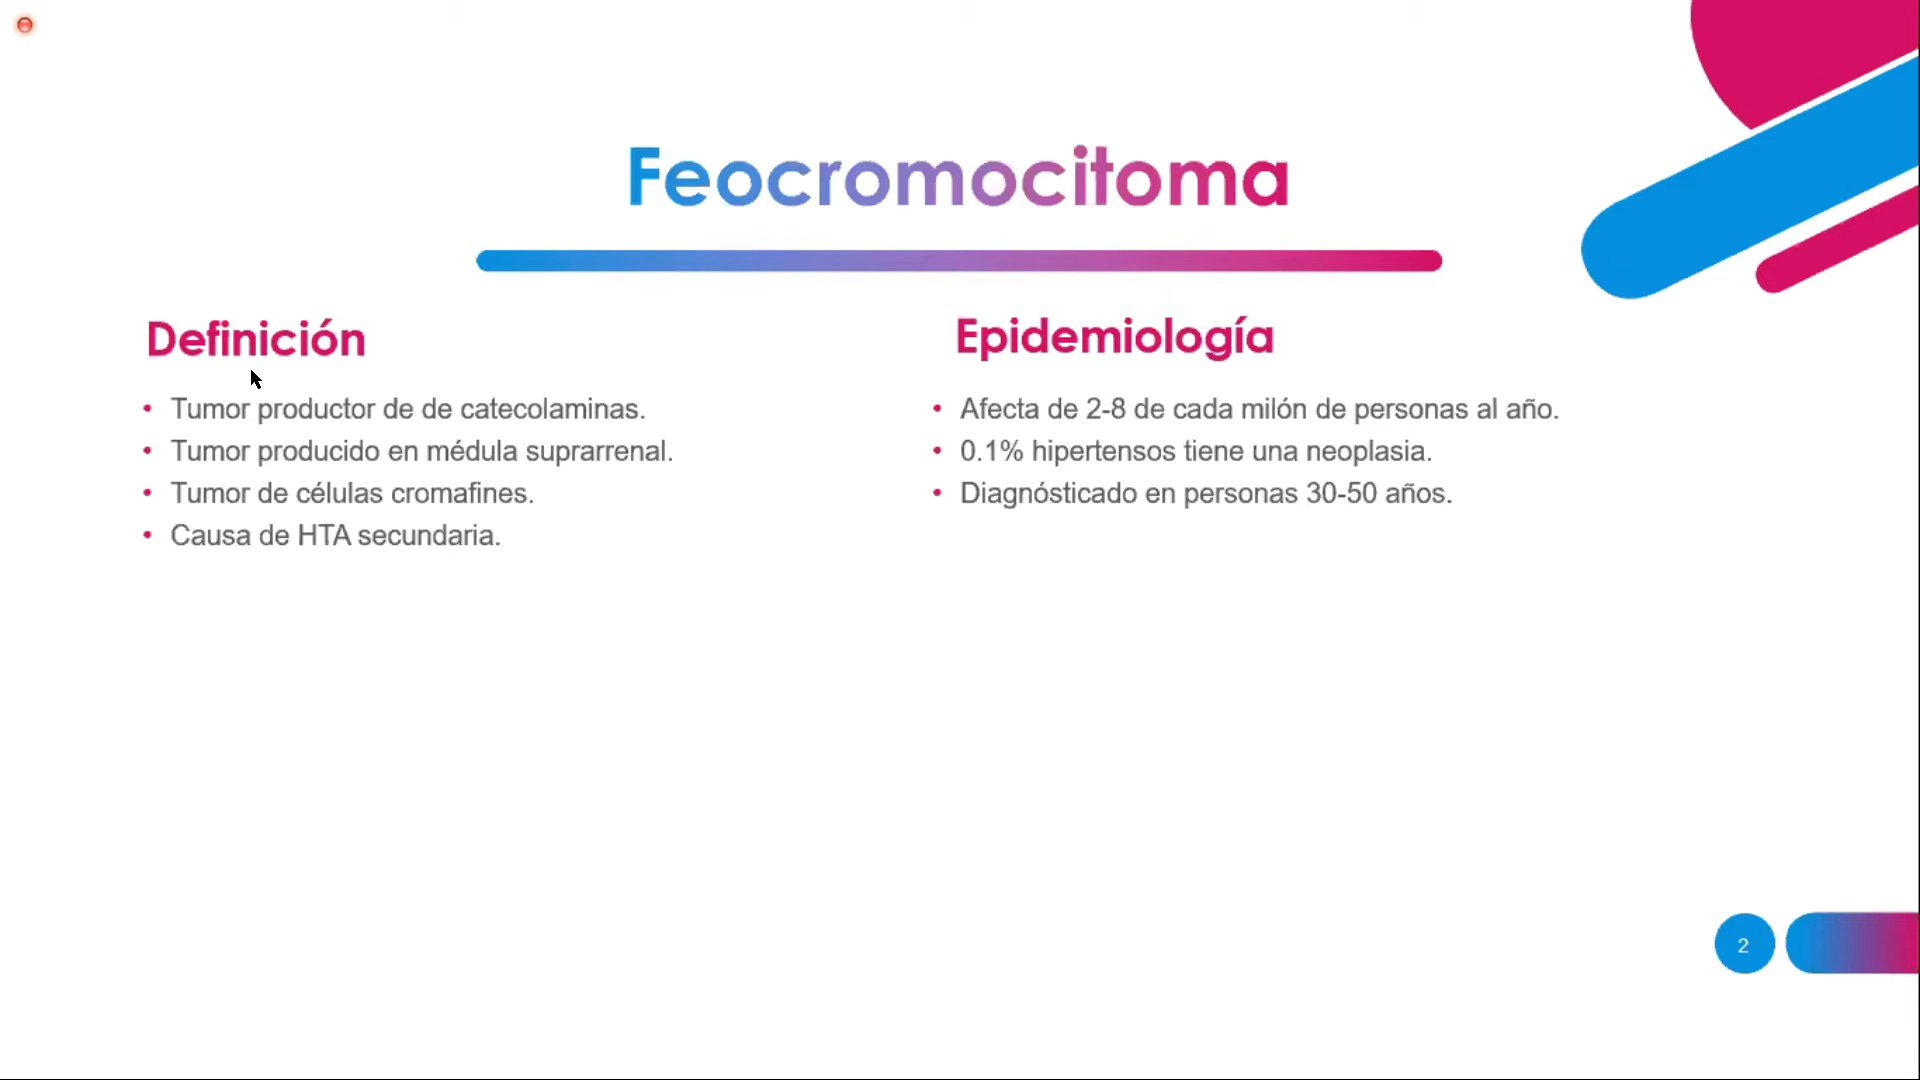 Feocromocitoma
Definición
• Tumor productor de de catecolaminas.
• Tumor producido en médula suprarrenal.
• Tumor de células cromafines.
• Causa de HTA secundaria.
Epidemiología
• Afecta de 2-8 de cada milón de personas al año.
• 0.1% hipertensos tiene una neoplasia.
• Diagnósticado en personas 30-50 años.
2